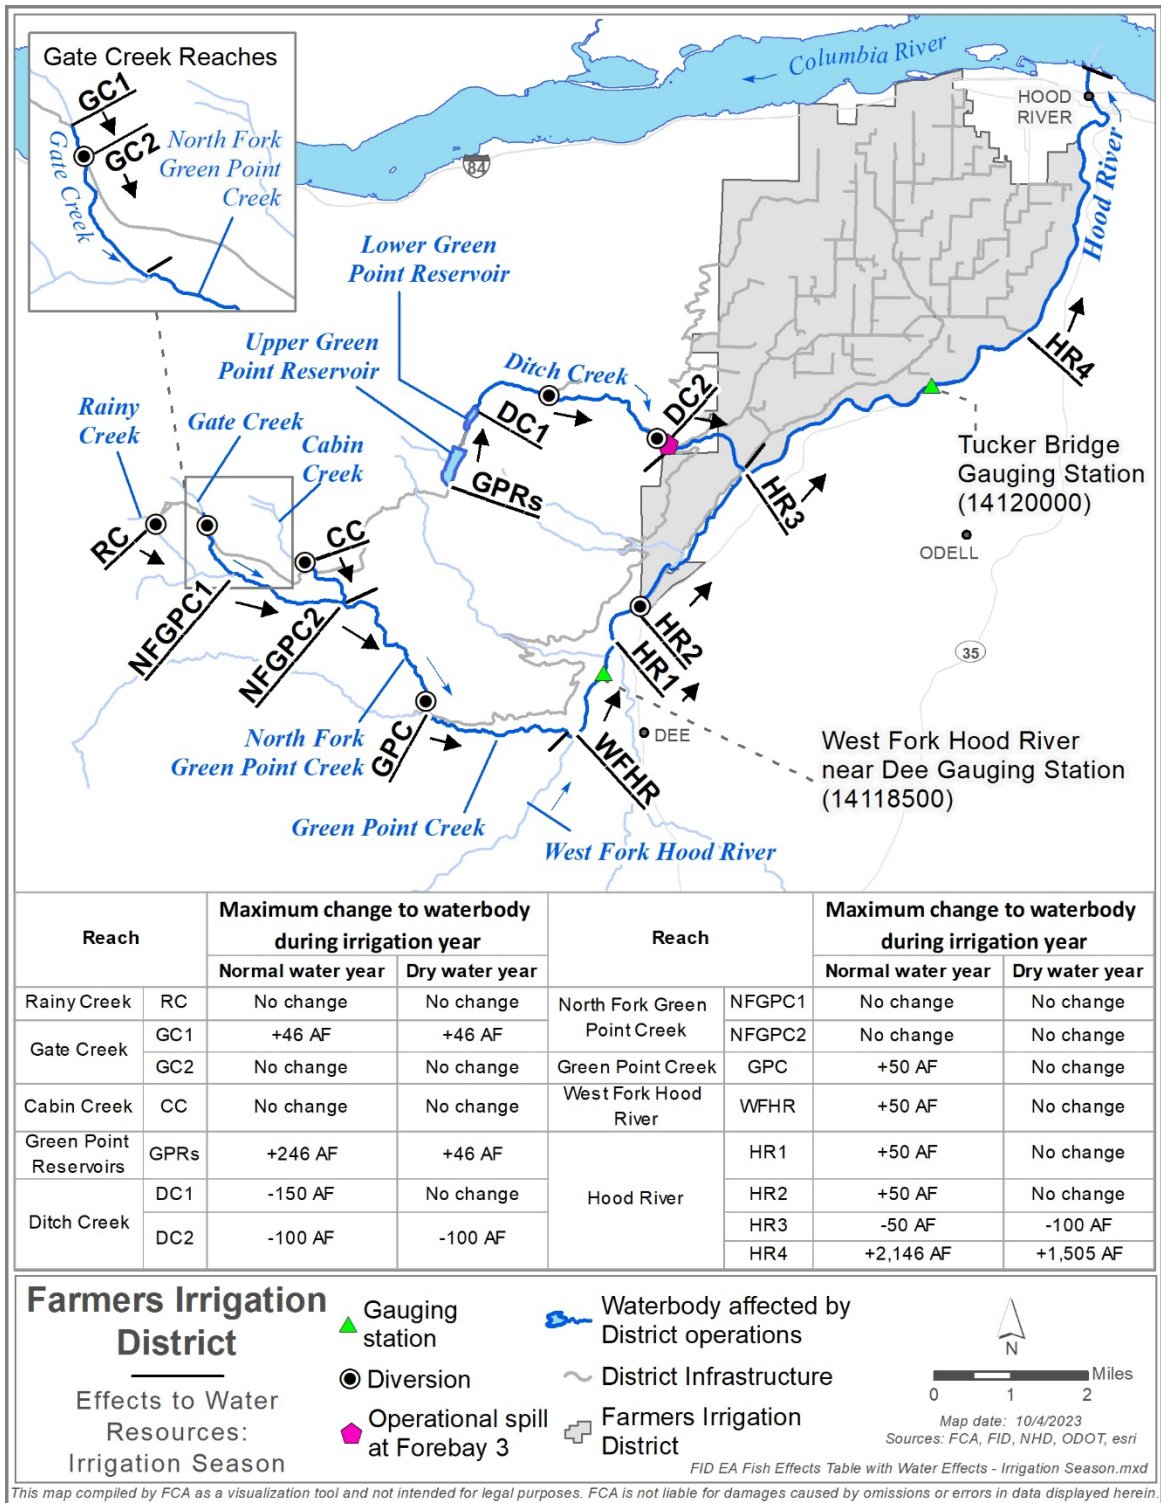 Gate Creek Reaches
GC1
GC2
Gate Creek
North Fork
Green Point
Creek
Columbia River
84
HOOD
RIVER
Hood River
Lower Green
Point Reservoir
Upper Green
Point Reservoir
Ditch Creek
DC2
DC1
GPRs
HR4
HR3
Rainy
Creek
Gate Creek
Cabin
Creek
RC
CC
NFGPC1
NFGPC2
Tucker Bridge
Gauging Station
(14120000)
ODELL
HR2
HR1
35
GPC
WFHR
DEE
North Fork
Green Point Creek
Green Point Creek
West Fork Hood River
West Fork Hood River
near Dee Gauging Station
(14118500)
Reach
Maximum change to waterbody
during irrigation year
Reach
Maximum change to waterbody
during irrigation year
Normal water year Dry water year Normal water year Dry water year
Rainy Creek RC No change No change
Gate Creek
GC1 +46 AF +46 AF
GC2 No change No change
Cabin Creek CC No change No change
Green Point
Reservoirs GPRs +246 AF +46 AF
Ditch Creek
DC1 -150 AF No change
DC2 -100 AF -100 AF
North Fork Green
Point Creek
NFGPC1 No change No change
NFGPC2 No change No change
Green Point Creek GPC +50 AF No change
West Fork Hood
River WFHR +50 AF No change
Hood River
HR1 +50 AF No change
HR2 +50 AF No change
HR3 -50 AF -100 AF
HR4 +2,146 AF +1,505 AF
Farmers Irrigation
District
Effects to Water
Resources:
Irrigation Season
Gauging
station
Diversion
Operational spill
at Forebay 3
Waterbody affected by
District operations
District Infrastructure
Farmers Irrigation
District
N
Miles
0 1 2
Map date: 10/4/2023
Sources: FCA, FID, NHD, ODOT, esri
FID EA Fish Effects Table with Water Effects - Irrigation Season.mxd
This map compiled by FCA as a visualization tool and not intended for legal purposes. FCA is not liable for damages caused by omissions or errors in data displayed herein.